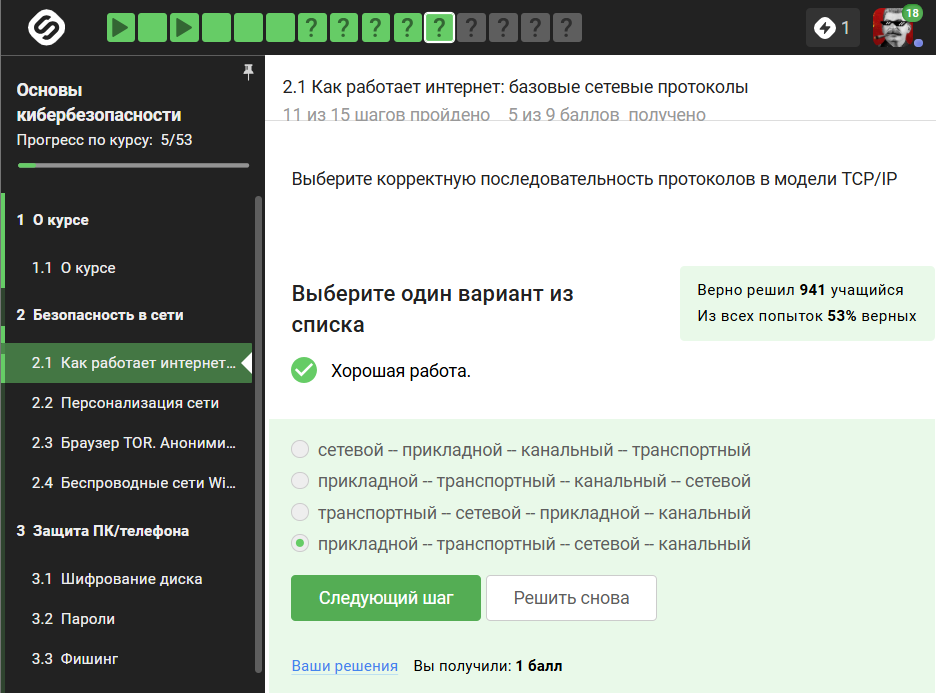 ? ? ? ? ? ? ? ? ?
1
18
Основы
кибербезопасности
Прогресс по курсу: 5/53
1 О курсе
1.1 О курсе
2 Безопасность в сети
2.1 Как работает интернет...
2.2 Персонализация сети
2.3 Браузер TOR. Аноними...
2.4 Беспроводные сети Wi...
3 Защита ПК/телефона
3.1 Шифрование диска
3.2 Пароли
3.3 Фишинг
2.1 Как работает интернет: базовые сетевые протоколы
11 из 15 шагов пройдено 5 из 9 баллов получено
Выберите корректную последовательность протоколов в модели TCP/IP
Выберите один вариант из
списка
Верно решил 941 учащийся
Из всех попыток 53% верных
Хорошая работа.
сетевой -- прикладной -- канальный -- транспортный
прикладной -- транспортный -- канальный -- сетевой
транспортный -- сетевой -- прикладной -- канальный
прикладной -- транспортный -- сетевой -- канальный
Следующий шаг
Решить снова
Ваши решения Вы получили: 1 балл